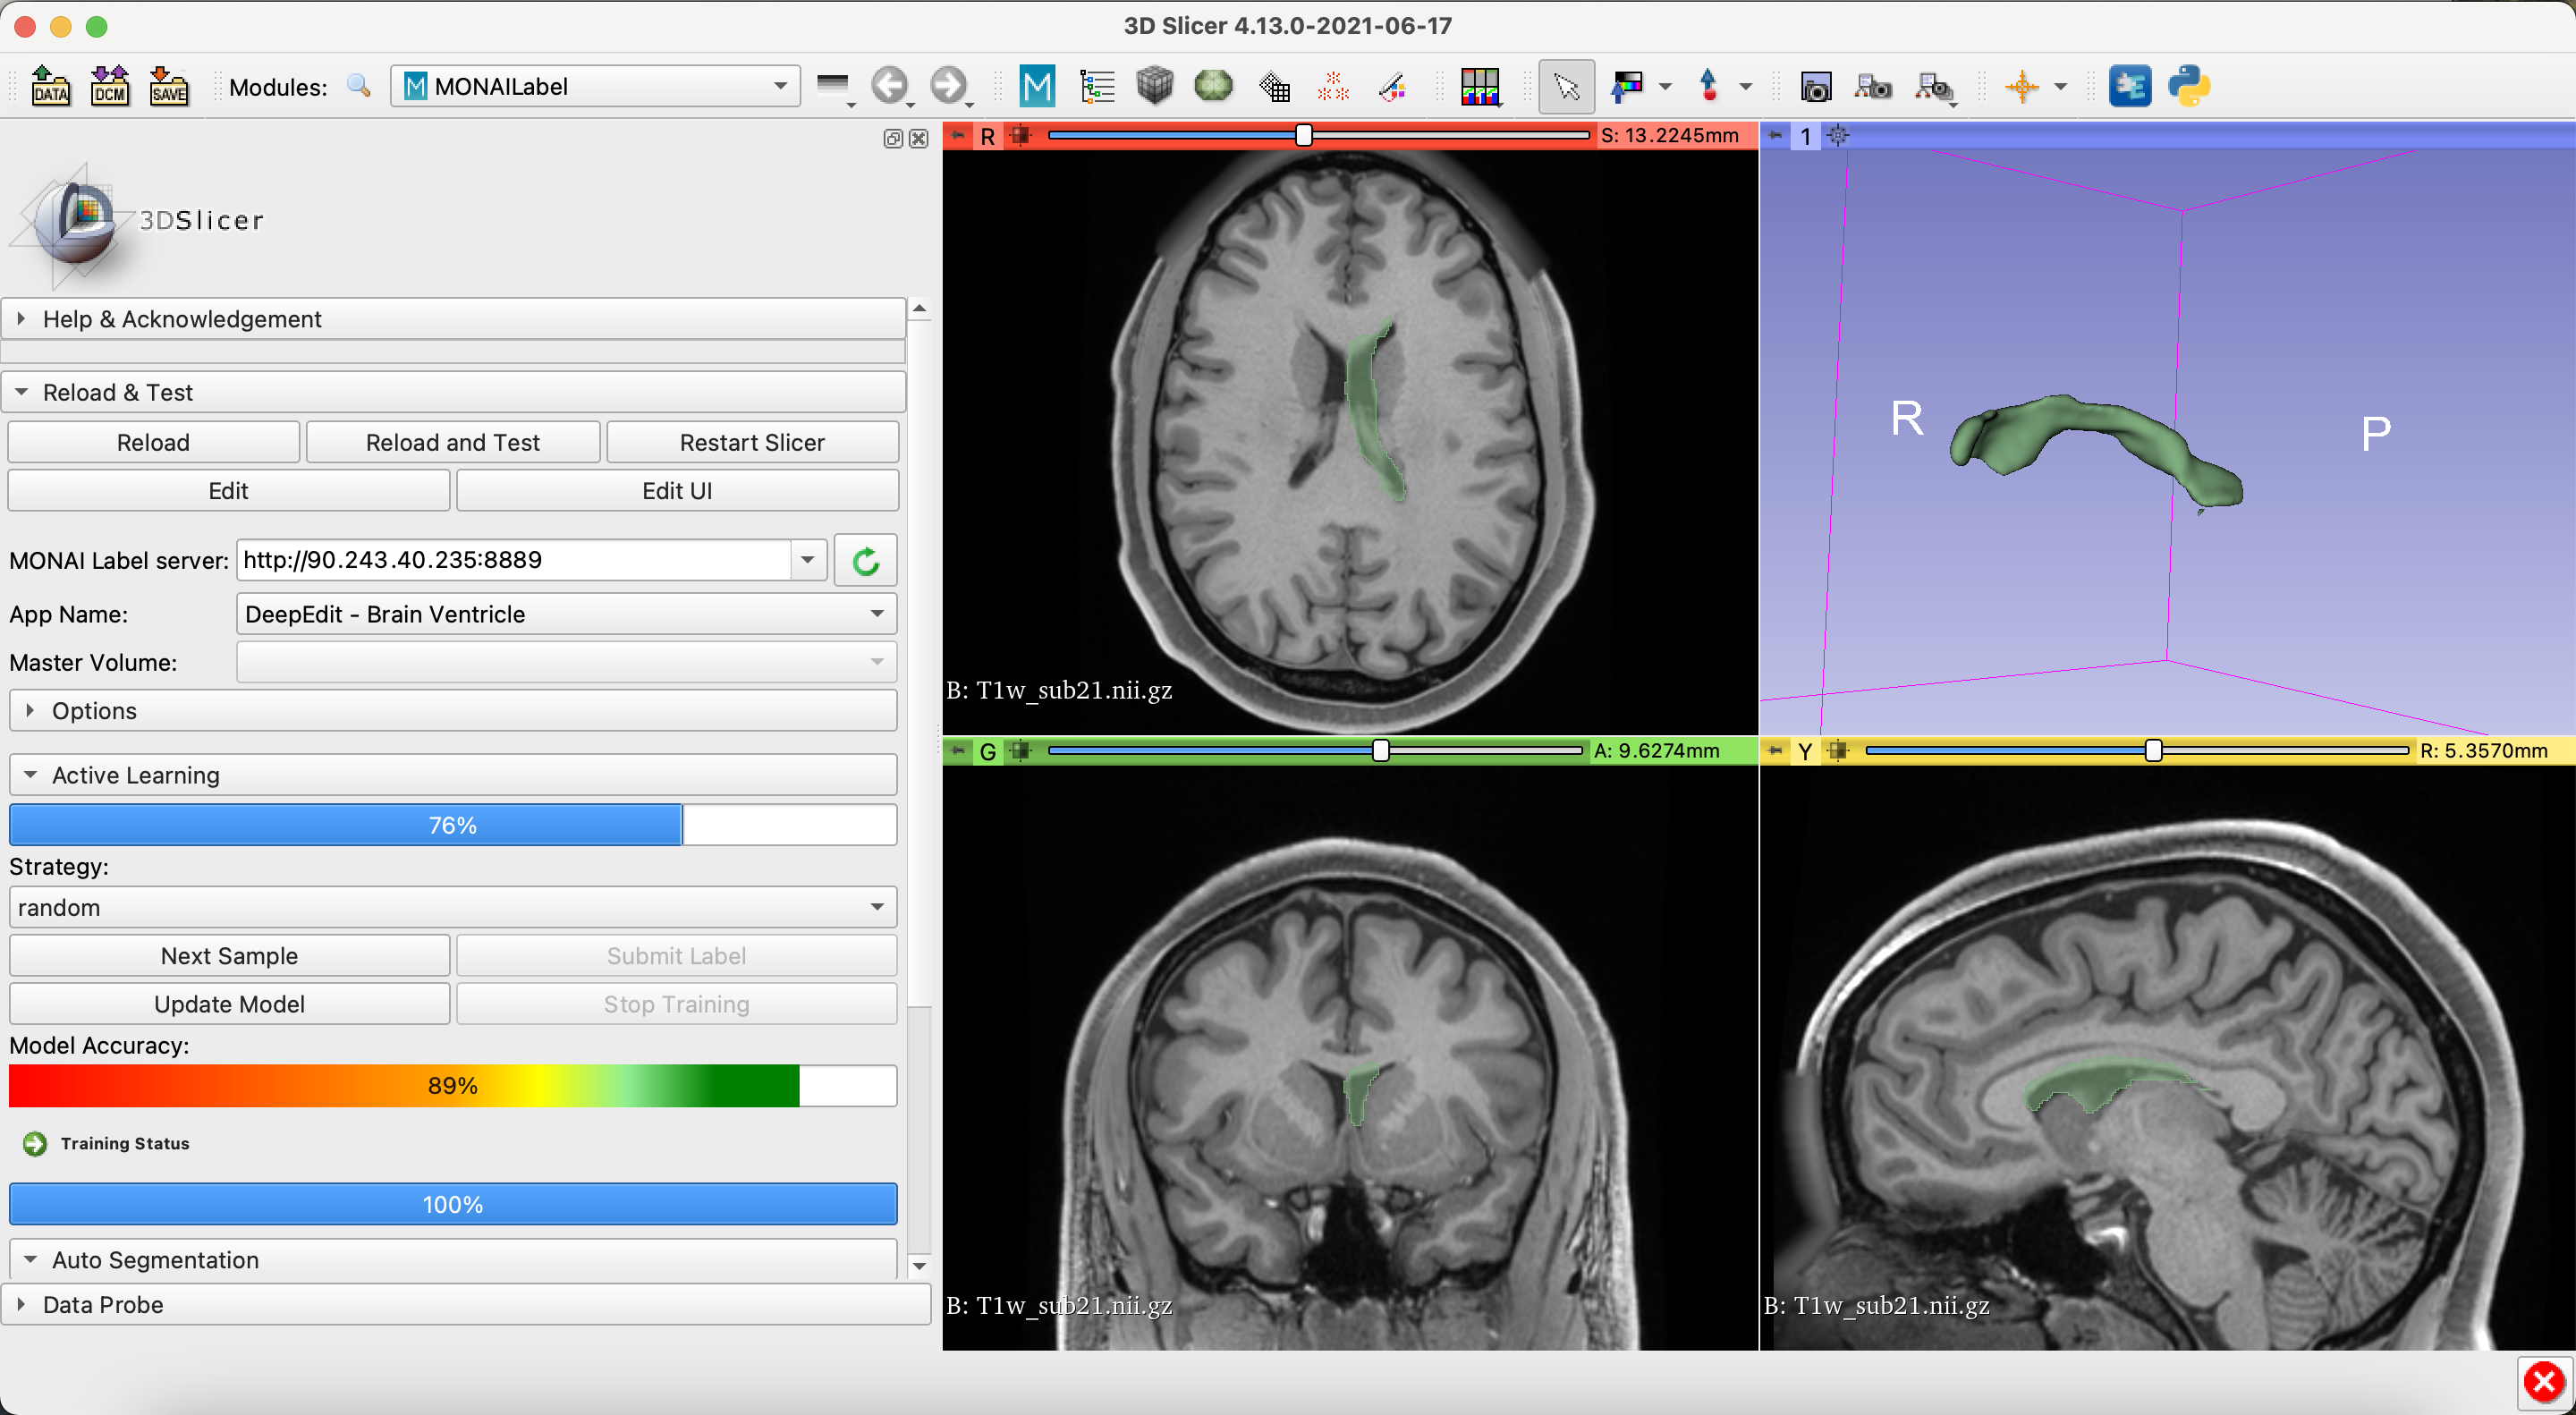 3D Slicer 4.13.0-2021-06-17
DATA
DCM
SAVE
Modules:
M MONAILabel
M
3DSlicer
Help & Acknowledgement
Reload & Test
Reload
Reload and Test
Restart Slicer
Edit
Edit UI
MONAI Label server:
http://90.243.40.235:8889
App Name:
DeepEdit - Brain Ventricle
Master Volume:
Options
Active Learning
76%
Strategy:
random
Next Sample
Submit Label
Update Model
Stop Training
Model Accuracy:
89%
Training Status
100%
Auto Segmentation
Data Probe
R
S: 13.2245mm
B: T1w_sub21.nii.gz
1
R
P
G
A: 9.6274mm
B: T1w_sub21.nii.gz
Y
R: 5.3570mm
B: T1w_sub21.nii.gz